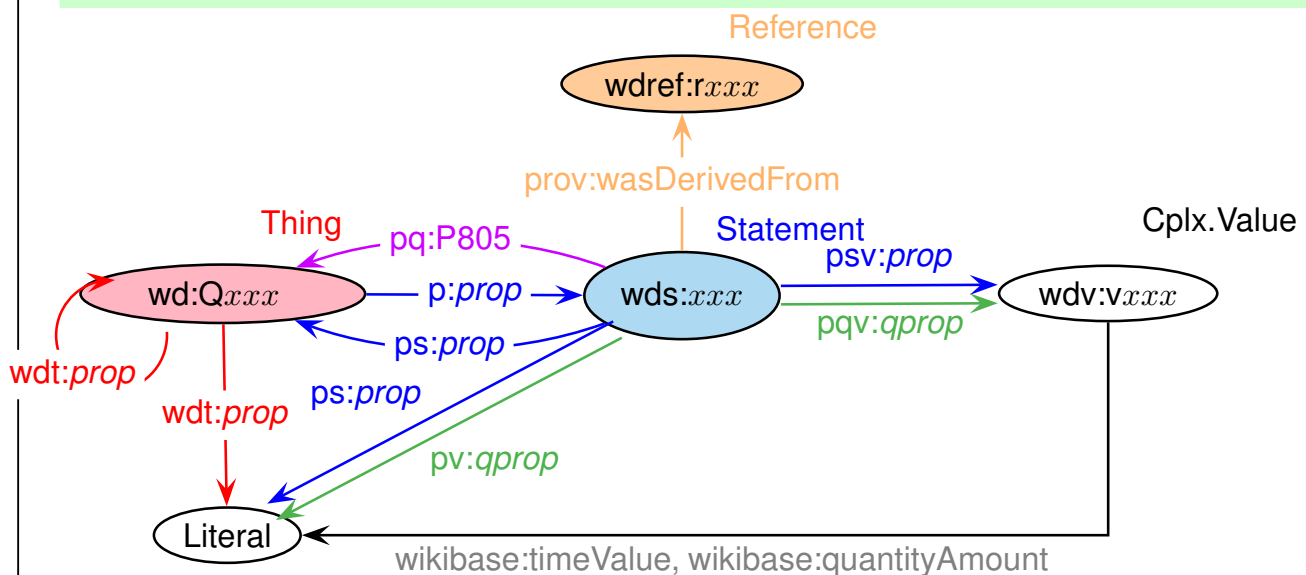 Reference
wdref:rxxx
prov:wasDerivedFrom
Thing
pq:P805
Statement
Cplx.Value
psv:prop
wd:Qxxx
p:prop
wds:xxx
wdv:vxxx
pqv:qprop
ps:prop
wdt:prop
ps:prop
wdt:prop
pv:qprop
Literal
wikibase:timeValue, wikibase:quantityAmount